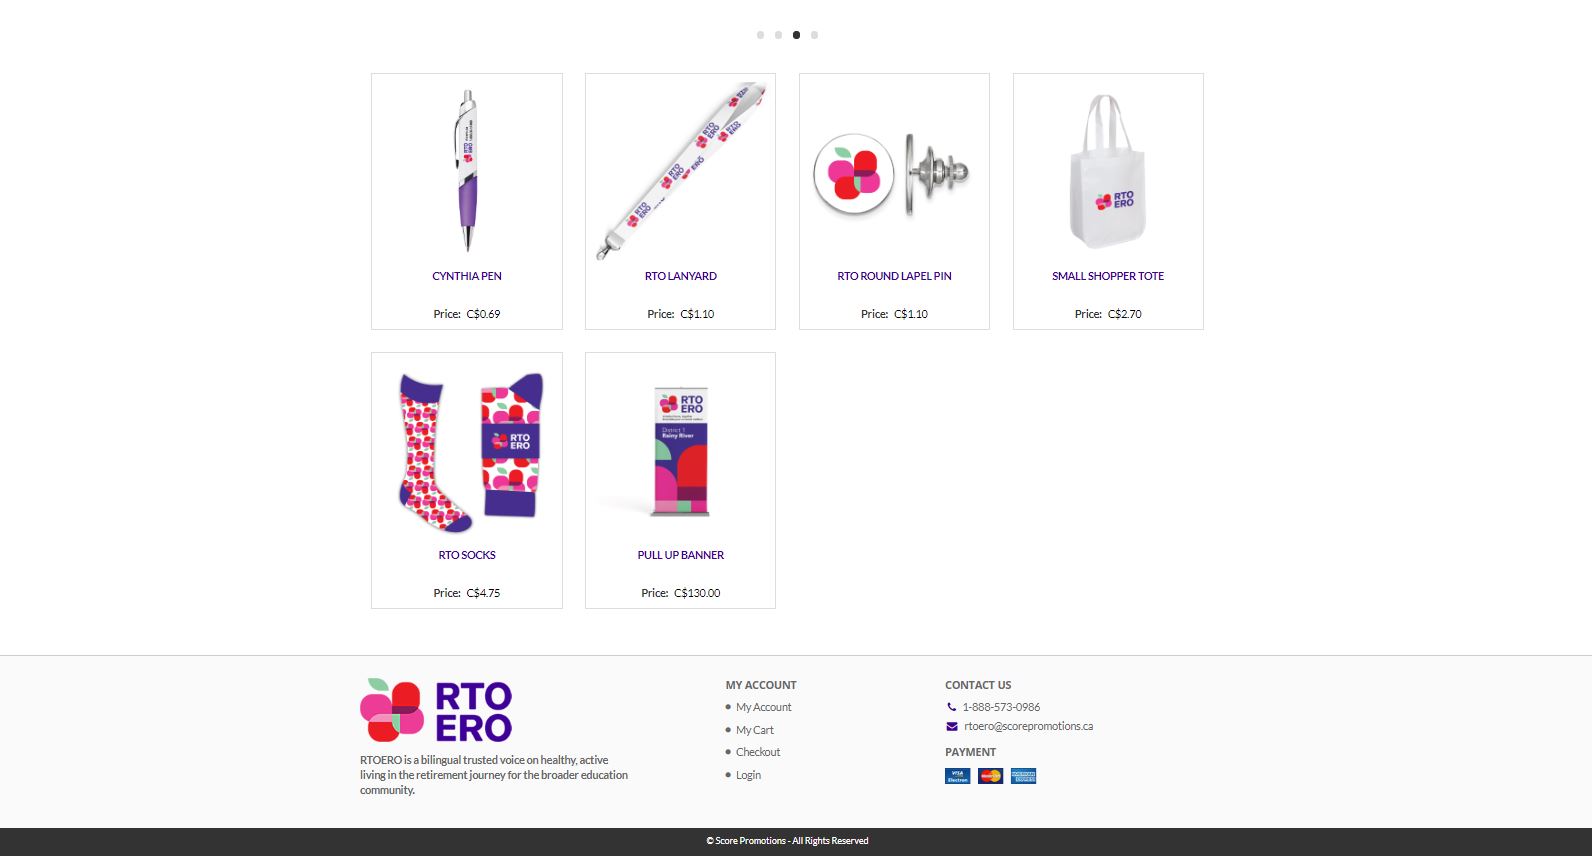 RTO
ERO
RTO
ERO
RTO
ERO
CYNTHIA PEN
RTO LANYARD
RTO ROUND LAPEL PIN
SMALL SHOPPER TOTE
Price: C$0.69
Price: C$1.10
Price: C$1.10
Price: C$2.70
RTO
ERO
RTO
ERO
District 1
Rainy River
RTO SOCKS
PULL UP BANNER
Price: C$4.75
Price: C$130.00
RTO
ERO
RTOERO is a bilingual trusted voice on healthy, active
living in the retirement journey for the broader education
community.
MY ACCOUNT
My Account
My Cart
Checkout
Login
CONTACT US
1-888-573-0986
rtoero@scorepromotions.ca
PAYMENT
VISA
Electron
MasterCard
AMERICAN
EXPRESS
© Score Promotions - All Rights Reserved